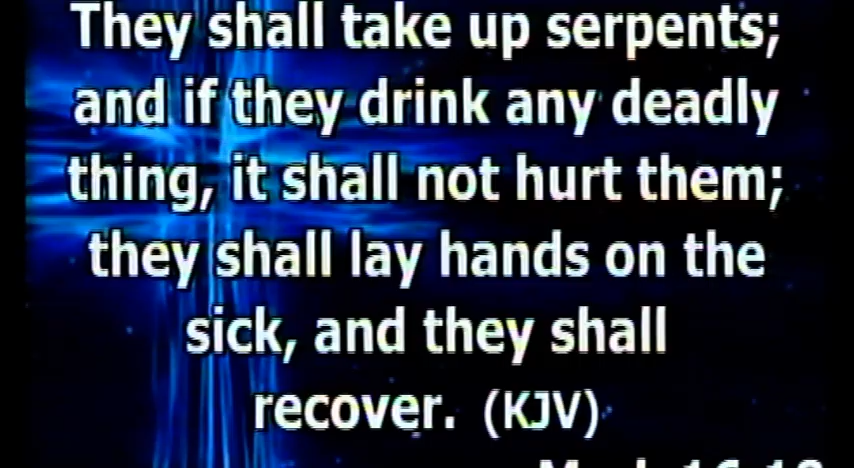 They shall take up serpents;
and if they drink any deadly
thing, it shall not hurt them;
they shall lay hands on the
sick, and they shall
recover. (KJV)